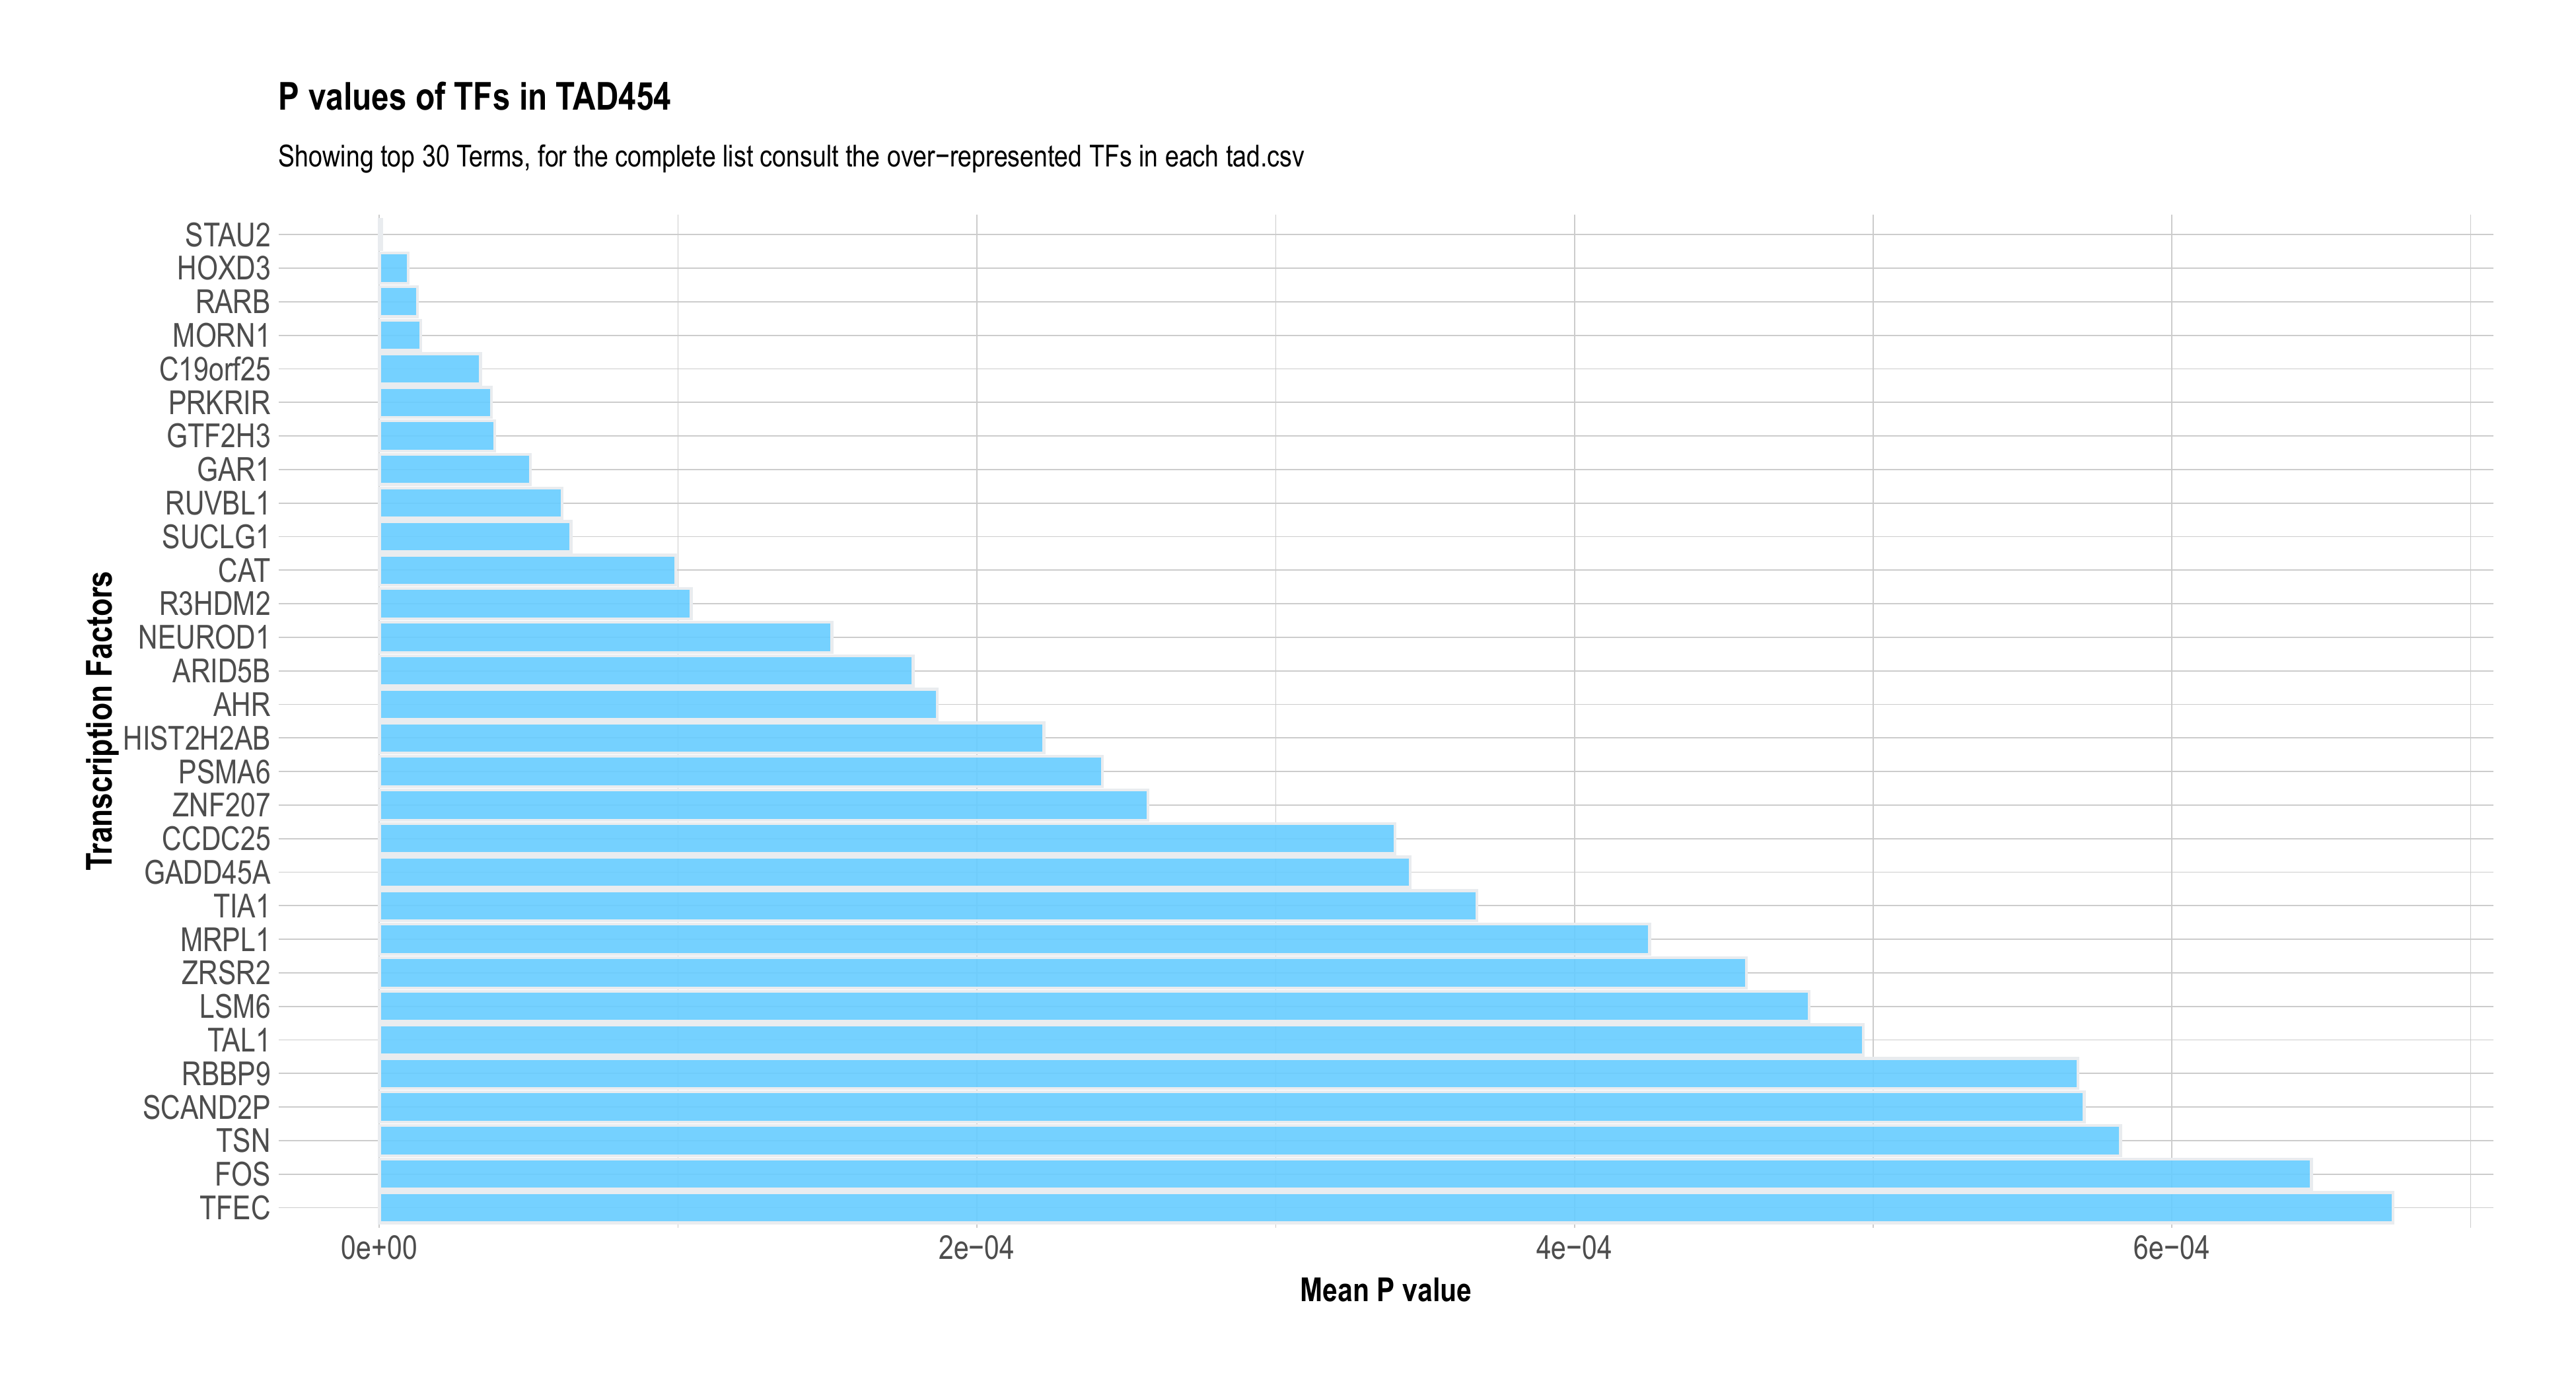 P values of TFs in TAD454
Showing top 30 Terms, for the complete list consult the over−represented TFs in each tad.csv
Transcription Factors
STAU2
HOXD3
RARB
MORN1
C19orf25
PRKRIR
GTF2H3
GAR1
RUVBL1
SUCLG1
CAT
R3HDM2
NEUROD1
ARID5B
AHR
HIST2H2AB
PSMA6
ZNF207
CCDC25
GADD45A
TIA1
MRPL1
ZRSR2
LSM6
TAL1
RBBP9
SCAND2P
TSN
FOS
TFEC
0e+00 2e−04 4e−04 6e−04
Mean P value